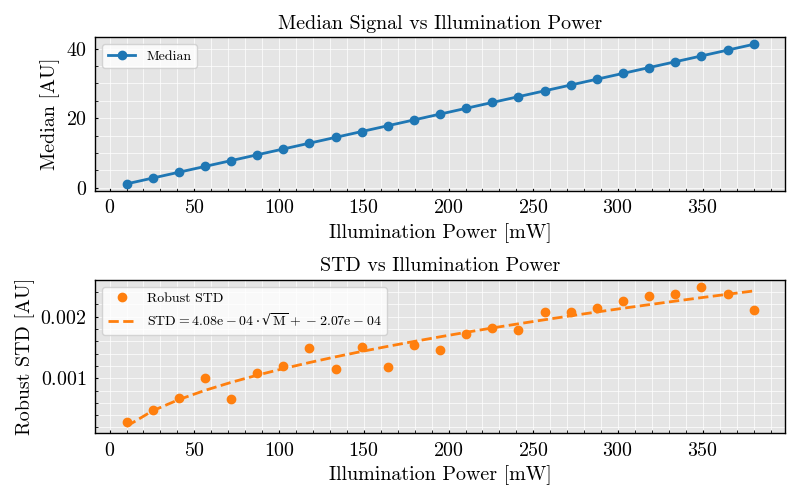 Median Signal vs Illumination Power
Median [AU]
40
20
0
Median
0 50 100 150 200 250 300 350
Illumination Power [mW]
STD vs Illumination Power
Robust STD [AU]
0.002
0.001
Robust STD
STD = 4.08e − 04 · √M + −2.07e − 04
0 50 100 150 200 250 300 350
Illumination Power [mW]